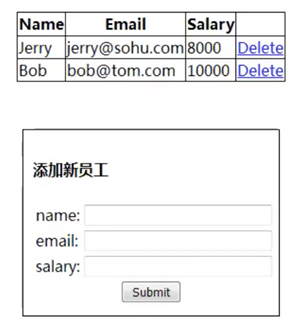 Name Email Salary
Jerry jerry@sohu.com 8000 Delete
Bob bob@tom.com 10000 Delete
添加新员工
name:
email:
salary:
Submit